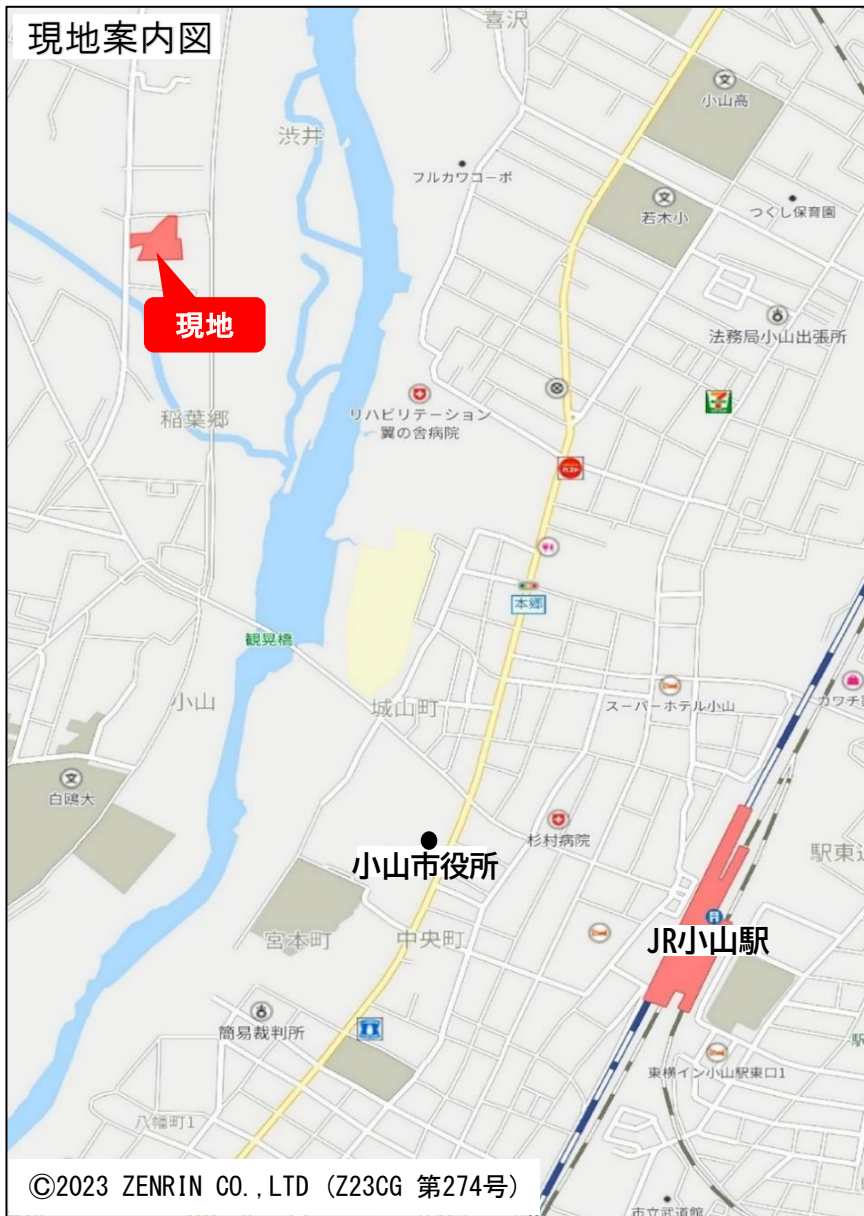 現地案内図
喜沢
小山高
渋井
フルカワコーポ
若木小
つくし保育園
現地
法務局小山出張所
稲葉郷
リハビリテーション
翼の舎病院
本郷
観晃橋
小山
城山町
スーパーホテル小山
カワチ
白鴎大
杉村病院
小山市役所
駅東通
宮本町
中央町
JR小山駅
簡易裁判所
東横イン小山駅東口1
八幡町1
市立武道館
©2023 ZENRIN CO.,LTD (Z23CG 第274号)